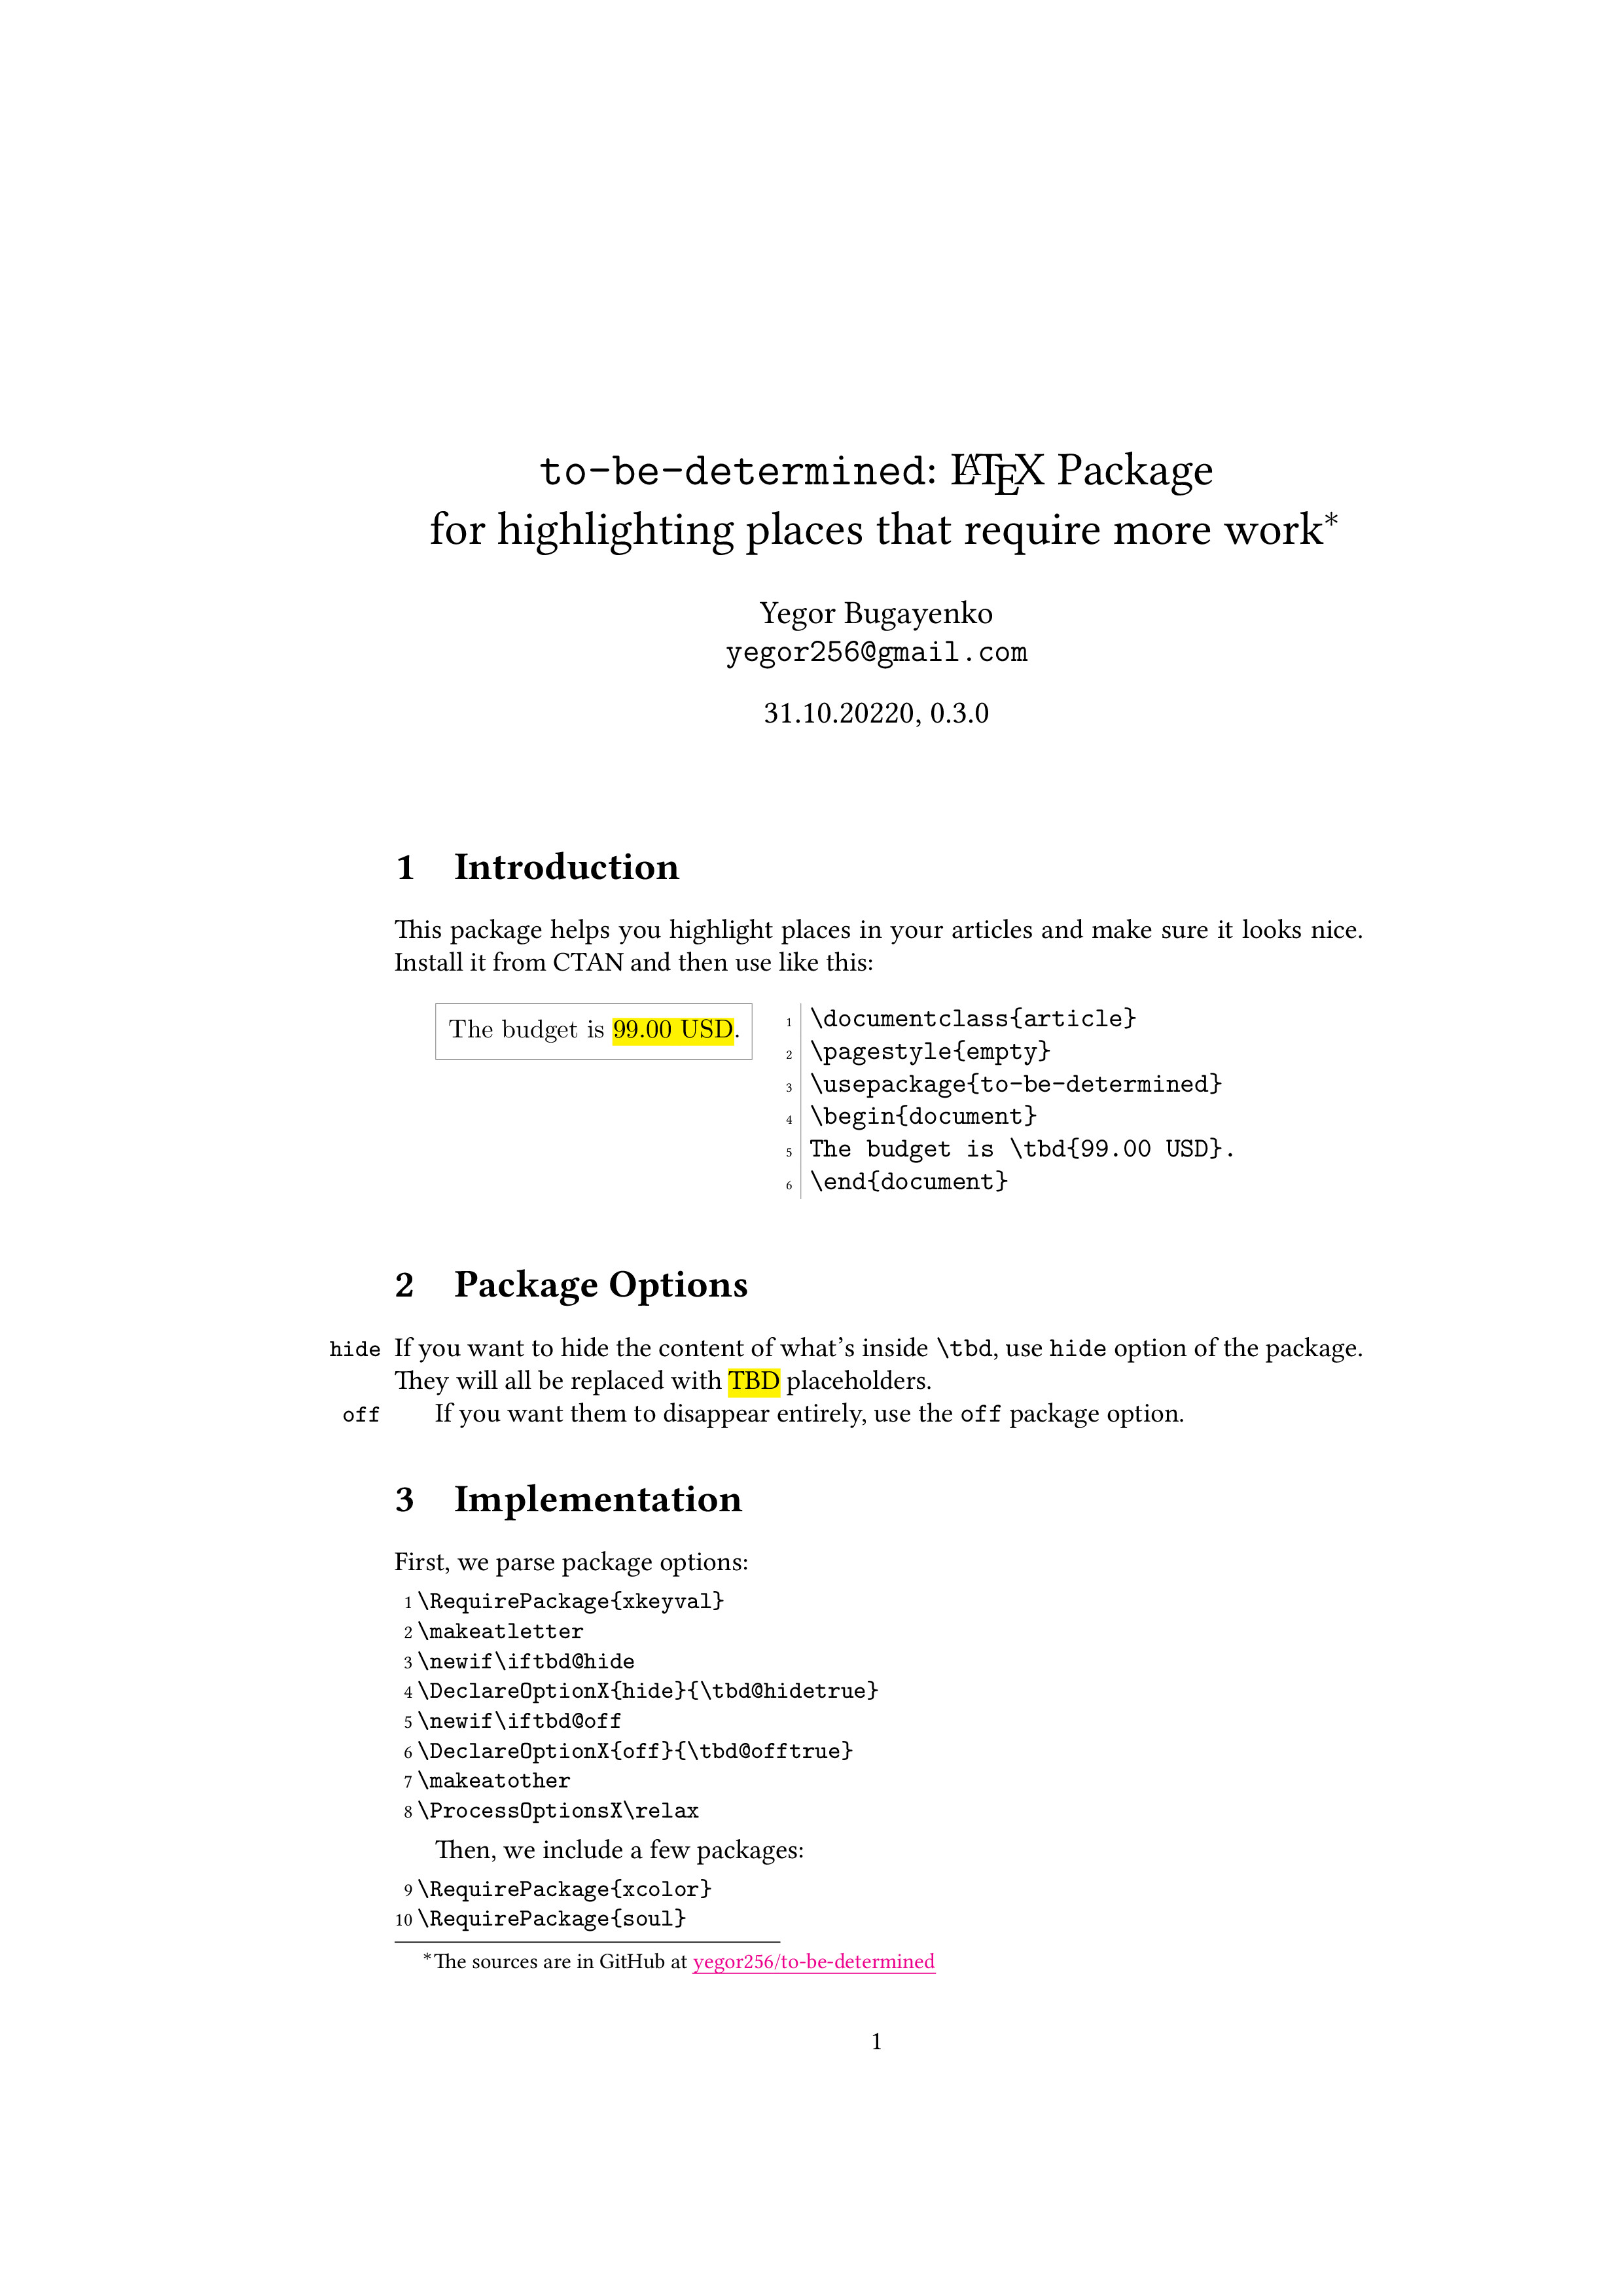 to-be-determined: LATEX Package
for highlighting places that require more work*
Yegor Bugayenko
yegor256@gmail.com
31.10.20220, 0.3.0
1 Introduction
This package helps you highlight places in your articles and make sure it looks nice.
Install it from CTAN and then use like this:
The budget is 99.00 USD.
1 \documentclass{article}
2 \pagestyle{empty}
3 \usepackage{to-be-determined}
4 \begin{document}
5 The budget is \tbd{99.00 USD}.
6 \end{document}
2 Package Options
hide If you want to hide the content of what's inside \tbd, use hide option of the package.
They will all be replaced with TBD placeholders.
off If you want them to disappear entirely, use the off package option.
3 Implementation
First, we parse package options:
1 \RequirePackage{xkeyval}
2 \makeatletter
3 \newif\iftbd@hide
4 \DeclareOptionX{hide}{\tbd@hidetrue}
5 \newif\iftbd@off
6 \DeclareOptionX{off}{\tbd@offtrue}
7 \makeatother
8 \ProcessOptionsX\relax
Then, we include a few packages:
9 \RequirePackage{xcolor}
10 \RequirePackage{soul}
*The sources are in GitHub at yegor256/to-be-determined
1